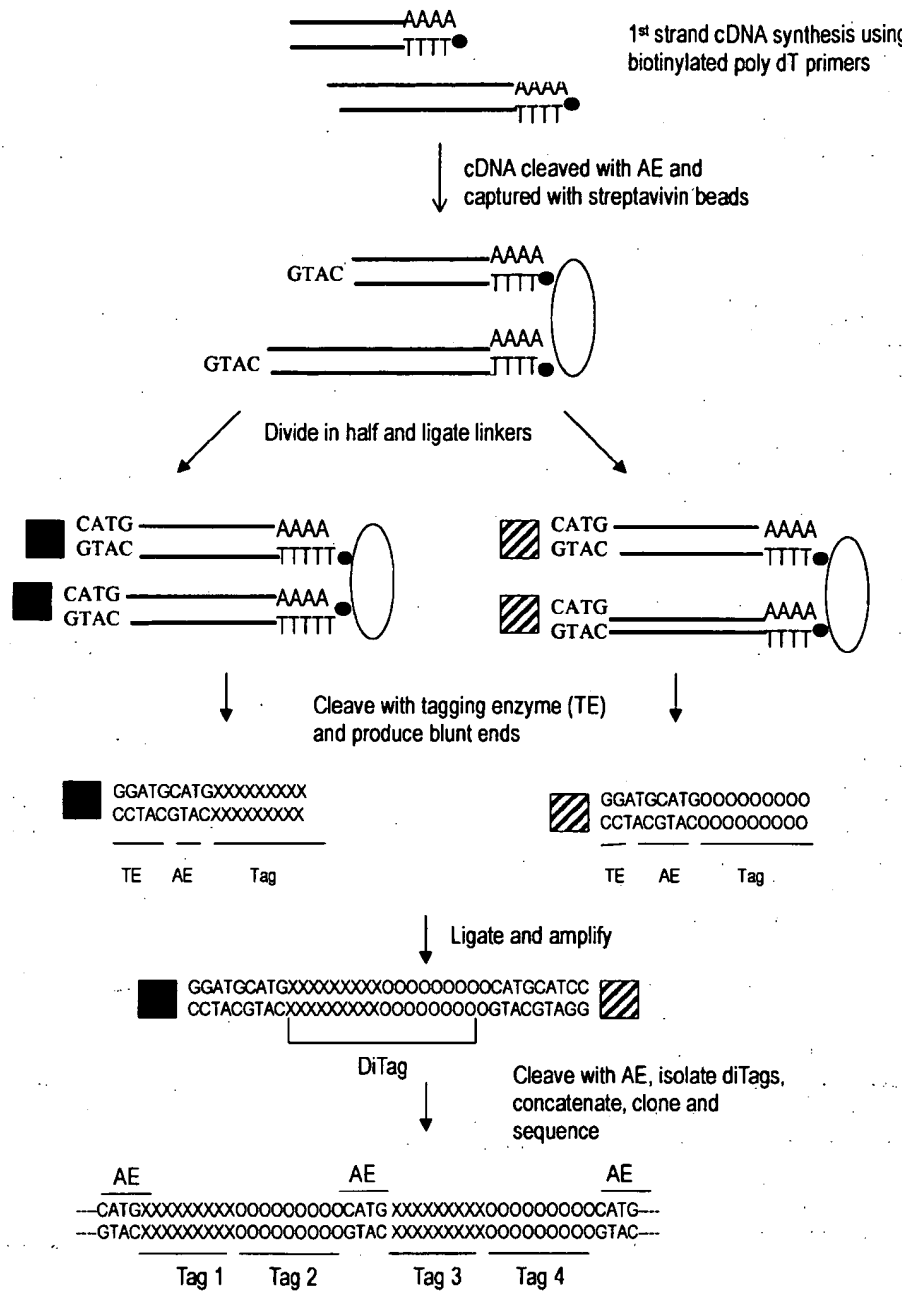 AAAA
TTTT
1st strand cDNA synthesis using
biotinylated poly dT primers
AAAA
TTTT
cDNA cleaved with AE and
captured with streptavivin beads
AAAA
GTAC
TTTT
AAAA
GTAC
TTTT
Divide in half and ligate linkers
CATG AAAA
GTAC TTTTT
CATG AAAA
GTAC TTTTT
CATG AAAA
GTAC TTTT
CATG AAAA
GTAC TTTT
Cleave with tagging enzyme (TE)
and produce blunt ends
GGATGCATGXXXXXXXXX
CCTACGTACXXXXXXXXX
TE AE Tag
GGATGCATGOOOOOOOOO
CCTACGTACOOOOOOOOO
TE AE Tag
Ligate and amplify
GGATGCATGXXXXXXXXXOOOOOOOOOCATGCATCC
CCTACGTACXXXXXXXXXOOOOOOOOOGTACGTAGG
DiTag
Cleave with AE, isolate diTags,
concatenate, clone and
sequence
AE AE AE
----CATGXXXXXXXXXOOOOOOOOOCATG XXXXXXXXXOOOOOOOOOCATG----
----GTACXXXXXXXXXOOOOOOOOOGTAC XXXXXXXXXOOOOOOOOOGTAC----
Tag 1 Tag 2 Tag 3 Tag 4